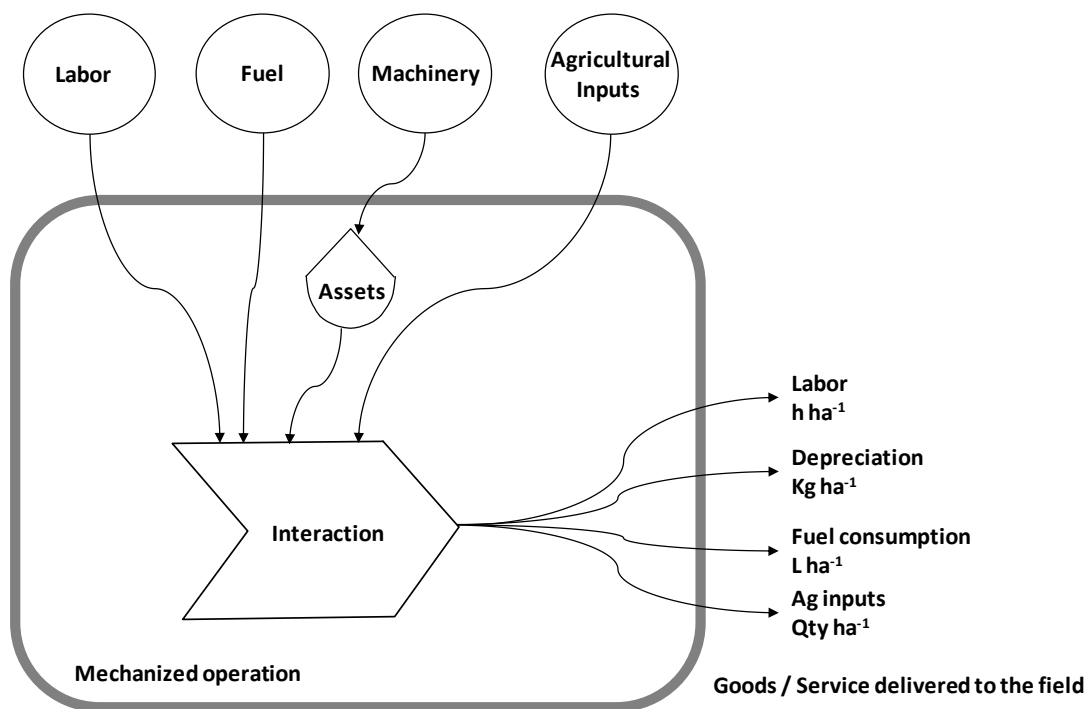 Labor
Fuel
Machinery
Agricultural
Inputs
Assets
Interaction
Labor
h ha⁻¹
Depreciation
Kg ha⁻¹
Fuel consumption
L ha⁻¹
Ag inputs
Qty ha⁻¹
Mechanized operation
Goods / Service delivered to the field